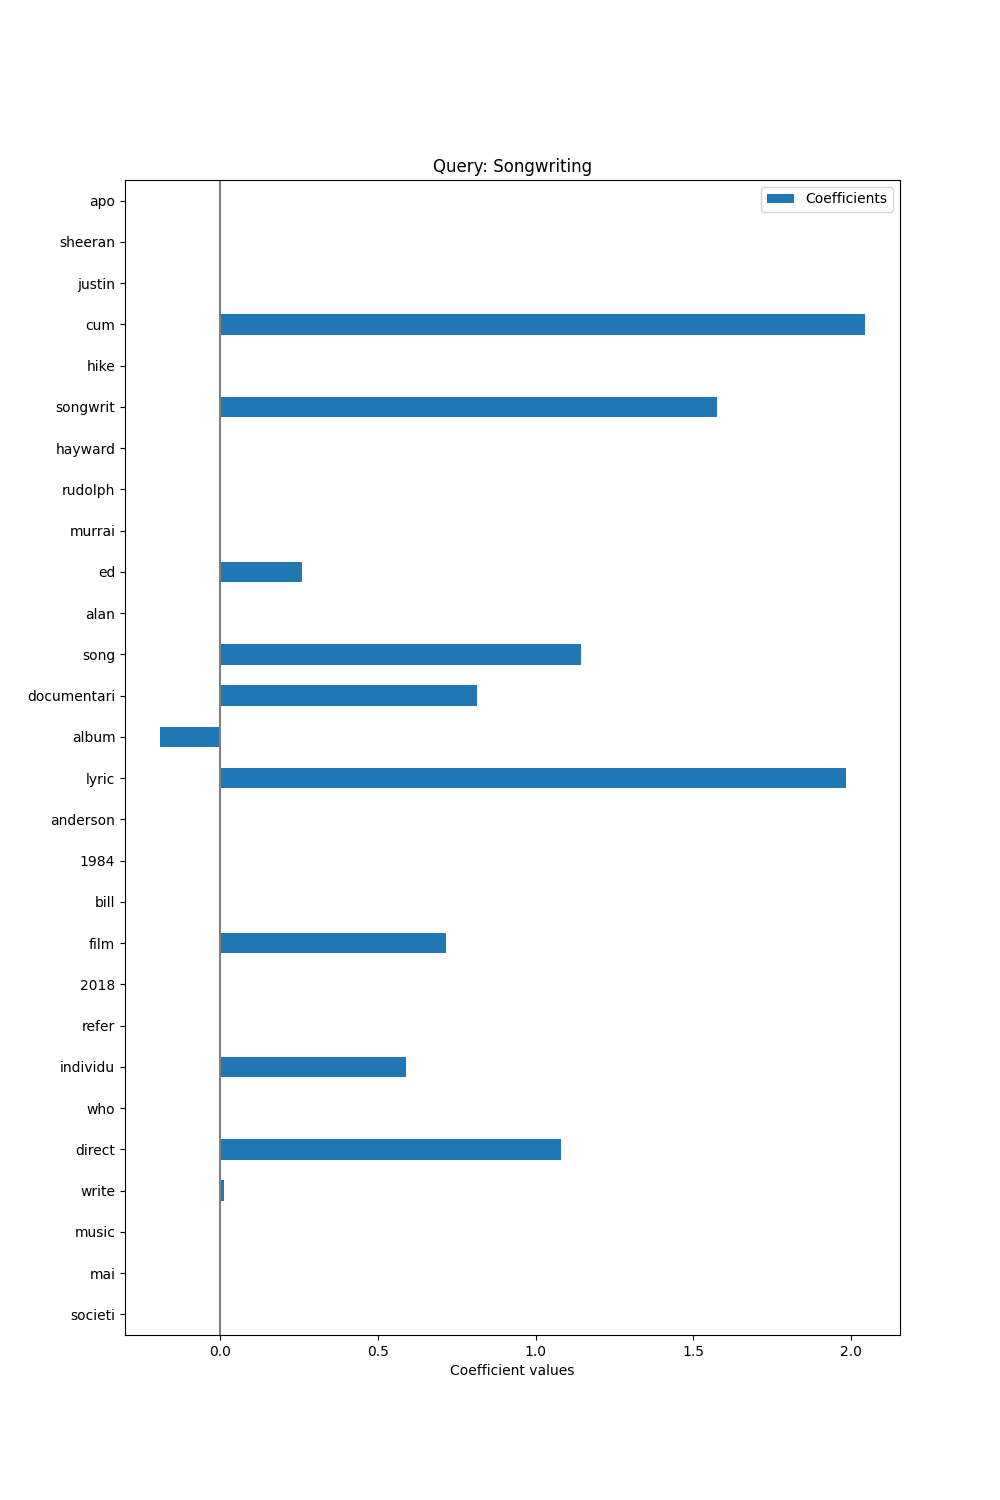 Query: Songwriting
Coefficients
apo
sheeran
justin
cum
hike
songwrit
hayward
rudolph
murrai
ed
alan
song
documentari
album
lyric
anderson
1984
bill
film
2018
refer
individu
who
direct
write
music
mai
societi
0.0 0.5 1.0 1.5 2.0
Coefficient values